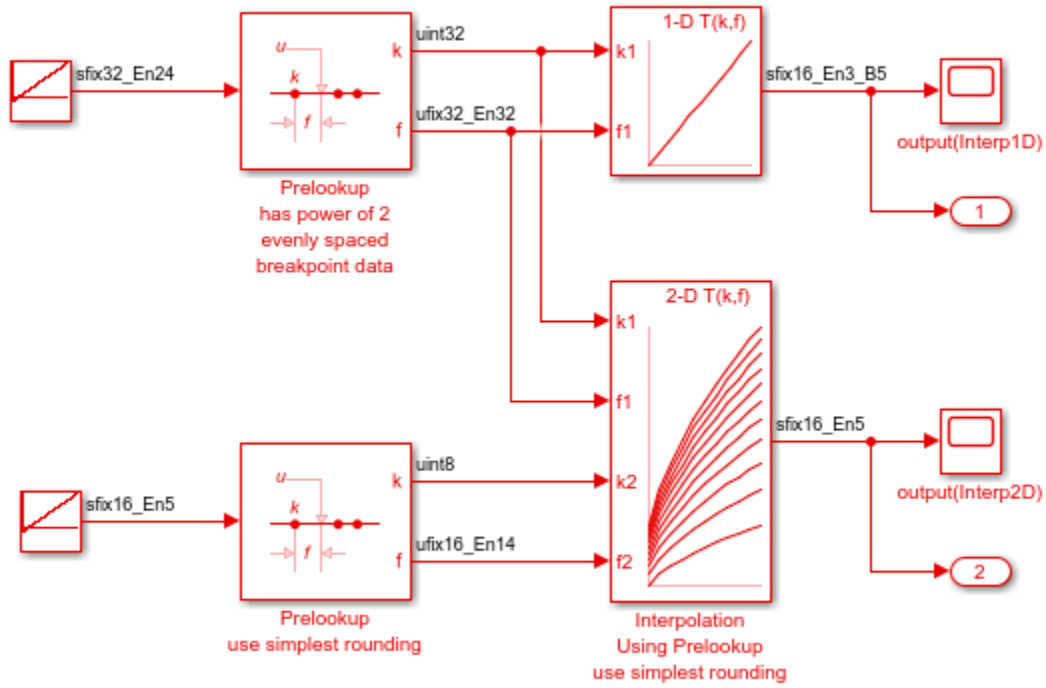 sfix32_En24
u
k
f
k
f
Prelookup
has power of 2
evenly spaced
breakpoint data
uint32
ufix32_En32
1-D T(k,f)
k1
f1
sfix16_En3_B5
output(Interp1D)
1
2-D T(k,f)
k1
f1
k2
f2
sfix16_En5
u
k
f
k
f
Prelookup
use simplest rounding
uint8
ufix16_En14
Interpolation
Using Prelookup
use simplest rounding
sfix16_En5
output(Interp2D)
2